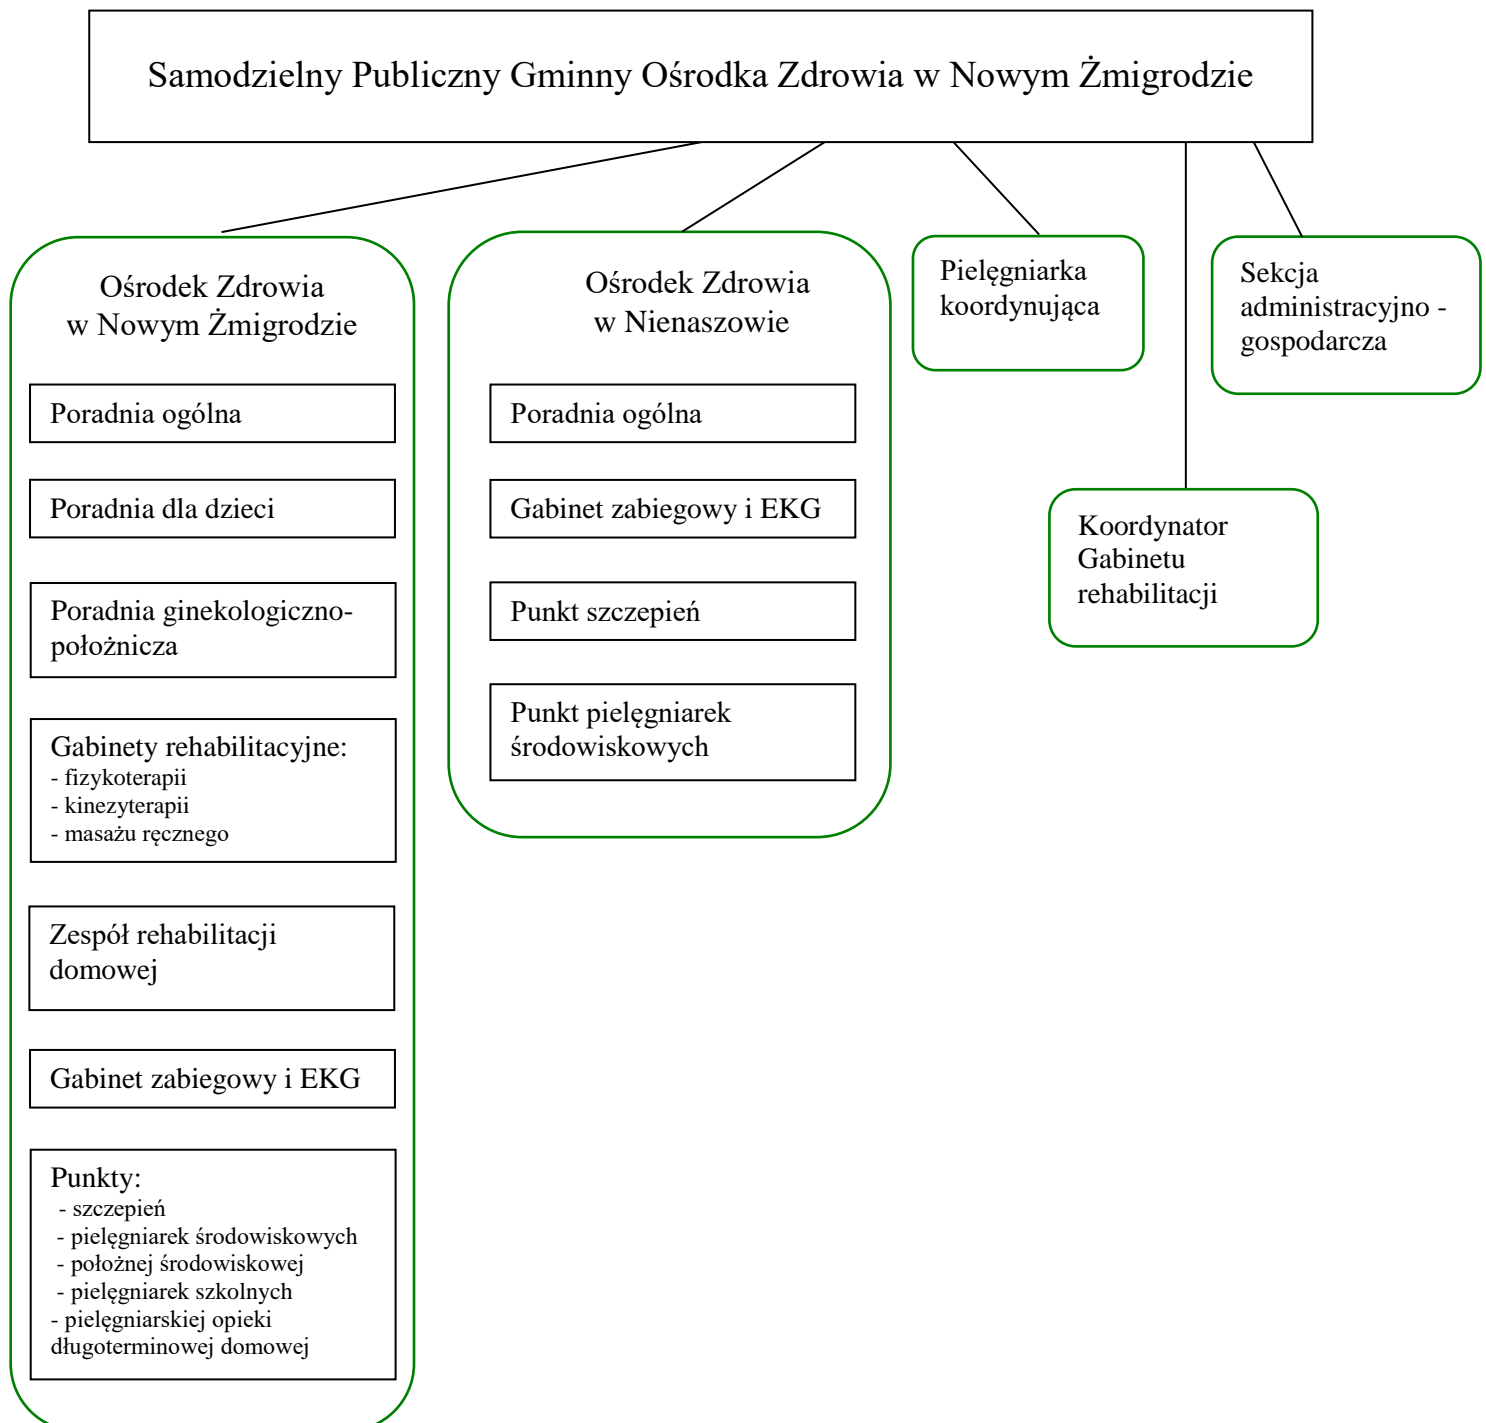 Samodzielny Publiczny Gminny Ośrodka Zdrowia w Nowym Żmigrodzie
Ośrodek Zdrowia
w Nowym Żmigrodzie
Poradnia ogólna
Poradnia dla dzieci
Poradnia ginekologiczno-
położnicza
Gabinety rehabilitacyjne:
- fizykoterapii
- kinezyterapii
- masażu ręcznego
Zespół rehabilitacji
domowej
Gabinet zabiegowy i EKG
Punkty:
- szczepień
- pielęgniarek środowiskowych
- położnej środowiskowej
- pielęgniarek szkolnych
- pielęgniarskiej opieki
długoterminowej domowej
Ośrodek Zdrowia
w Nienaszowie
Poradnia ogólna
Gabinet zabiegowy i EKG
Punkt szczepień
Punkt pielęgniarek
środowiskowych
Pielęgniarka
koordynująca
Koordynator
Gabinetu
rehabilitacji
Sekcja
administracyjno -
gospodarcza